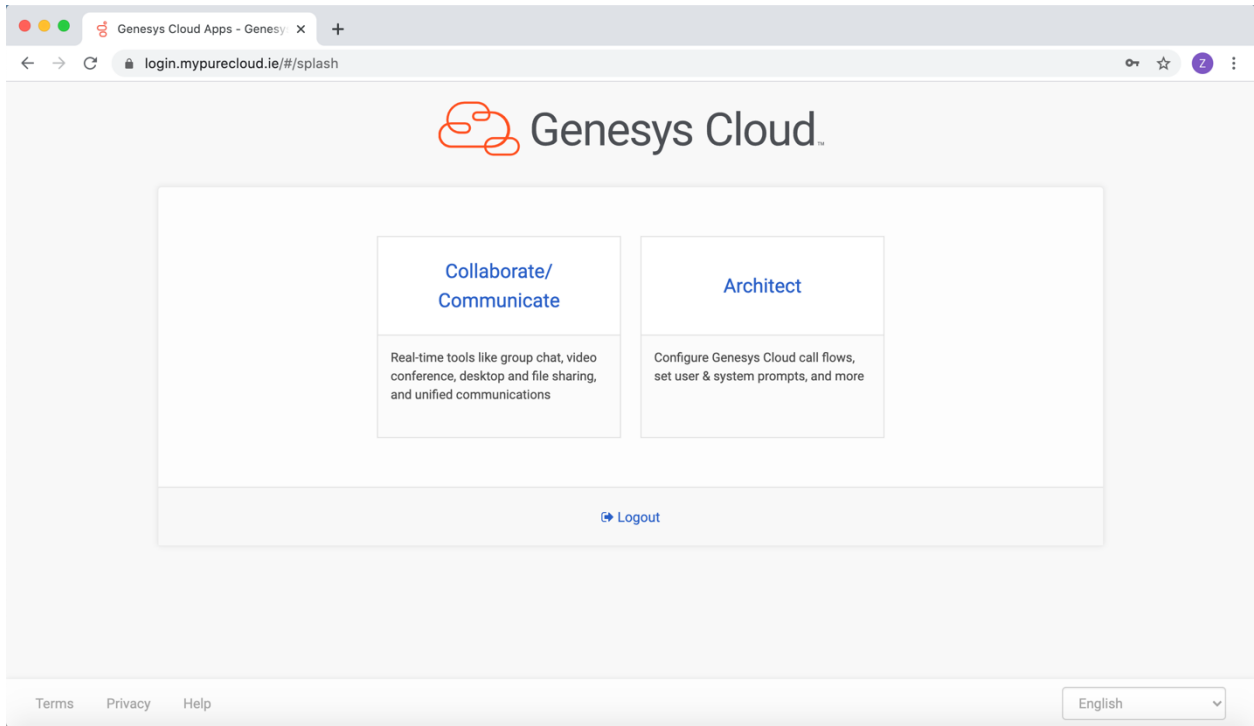 Genesys Cloud Apps - Genesy
login.mypurecloud.ie/#/splash
Z
Genesys Cloud™
Collaborate/
Communicate
Real-time tools like group chat, video
conference, desktop and file sharing,
and unified communications
Architect
Configure Genesys Cloud call flows,
set user & system prompts, and more
Logout
Terms Privacy Help
English